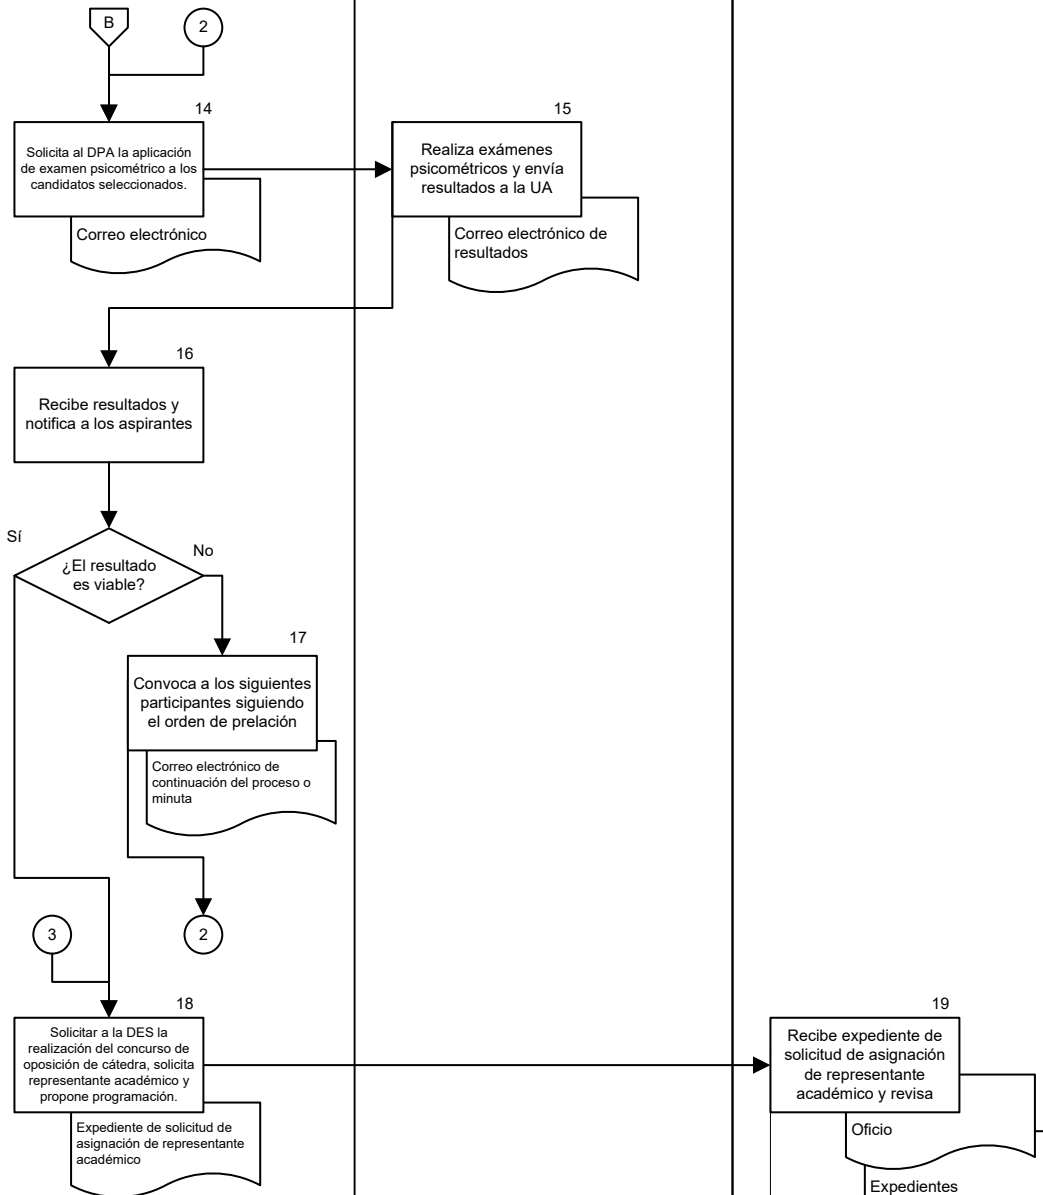 B
2
14
Solicita al DPA la aplicación
de examen psicométrico a los
candidatos seleccionados.
Correo electrónico
15
Realiza exámenes
psicométricos y envía
resultados a la UA
Correo electrónico de
resultados
16
Recibe resultados y
notifica a los aspirantes
¿El resultado
es viable?
Sí
No
17
Convoca a los siguientes
participantes siguiendo
el orden de prelación
Correo electrónico de
continuación del proceso o
minuta
3
2
18
Solicitar a la DES la
realización del concurso de
oposición de cátedra, solicita
representante académico y
propone programación.
Expediente de solicitud de
asignación de representante
académico
19
Recibe expediente de
solicitud de asignación
de representante
académico y revisa
Oficio
Expedientes